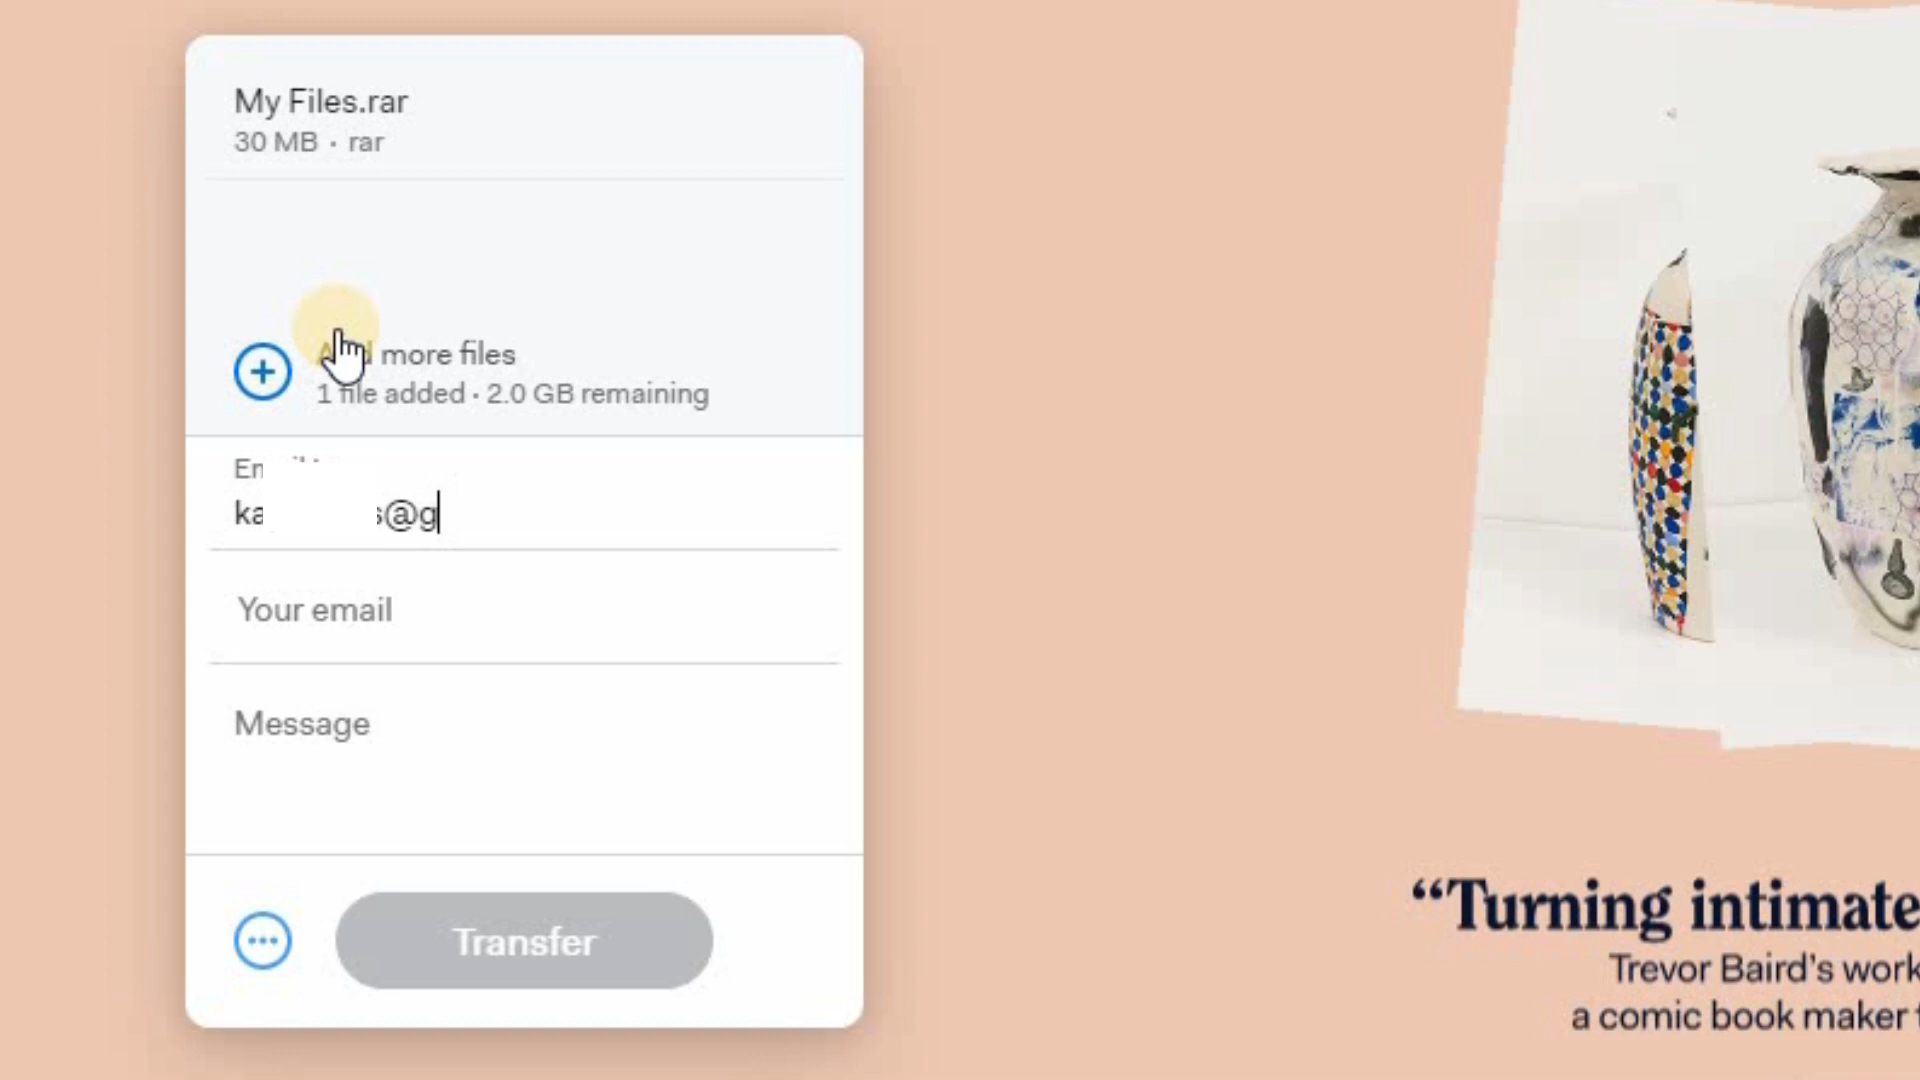 My Files.rar
30 MB · rar
more files
1 file added · 2.0 GB remaining
s@g
Your email
Message
Transfer
“Turning intimate
Trevor Baird's work
a comic book maker